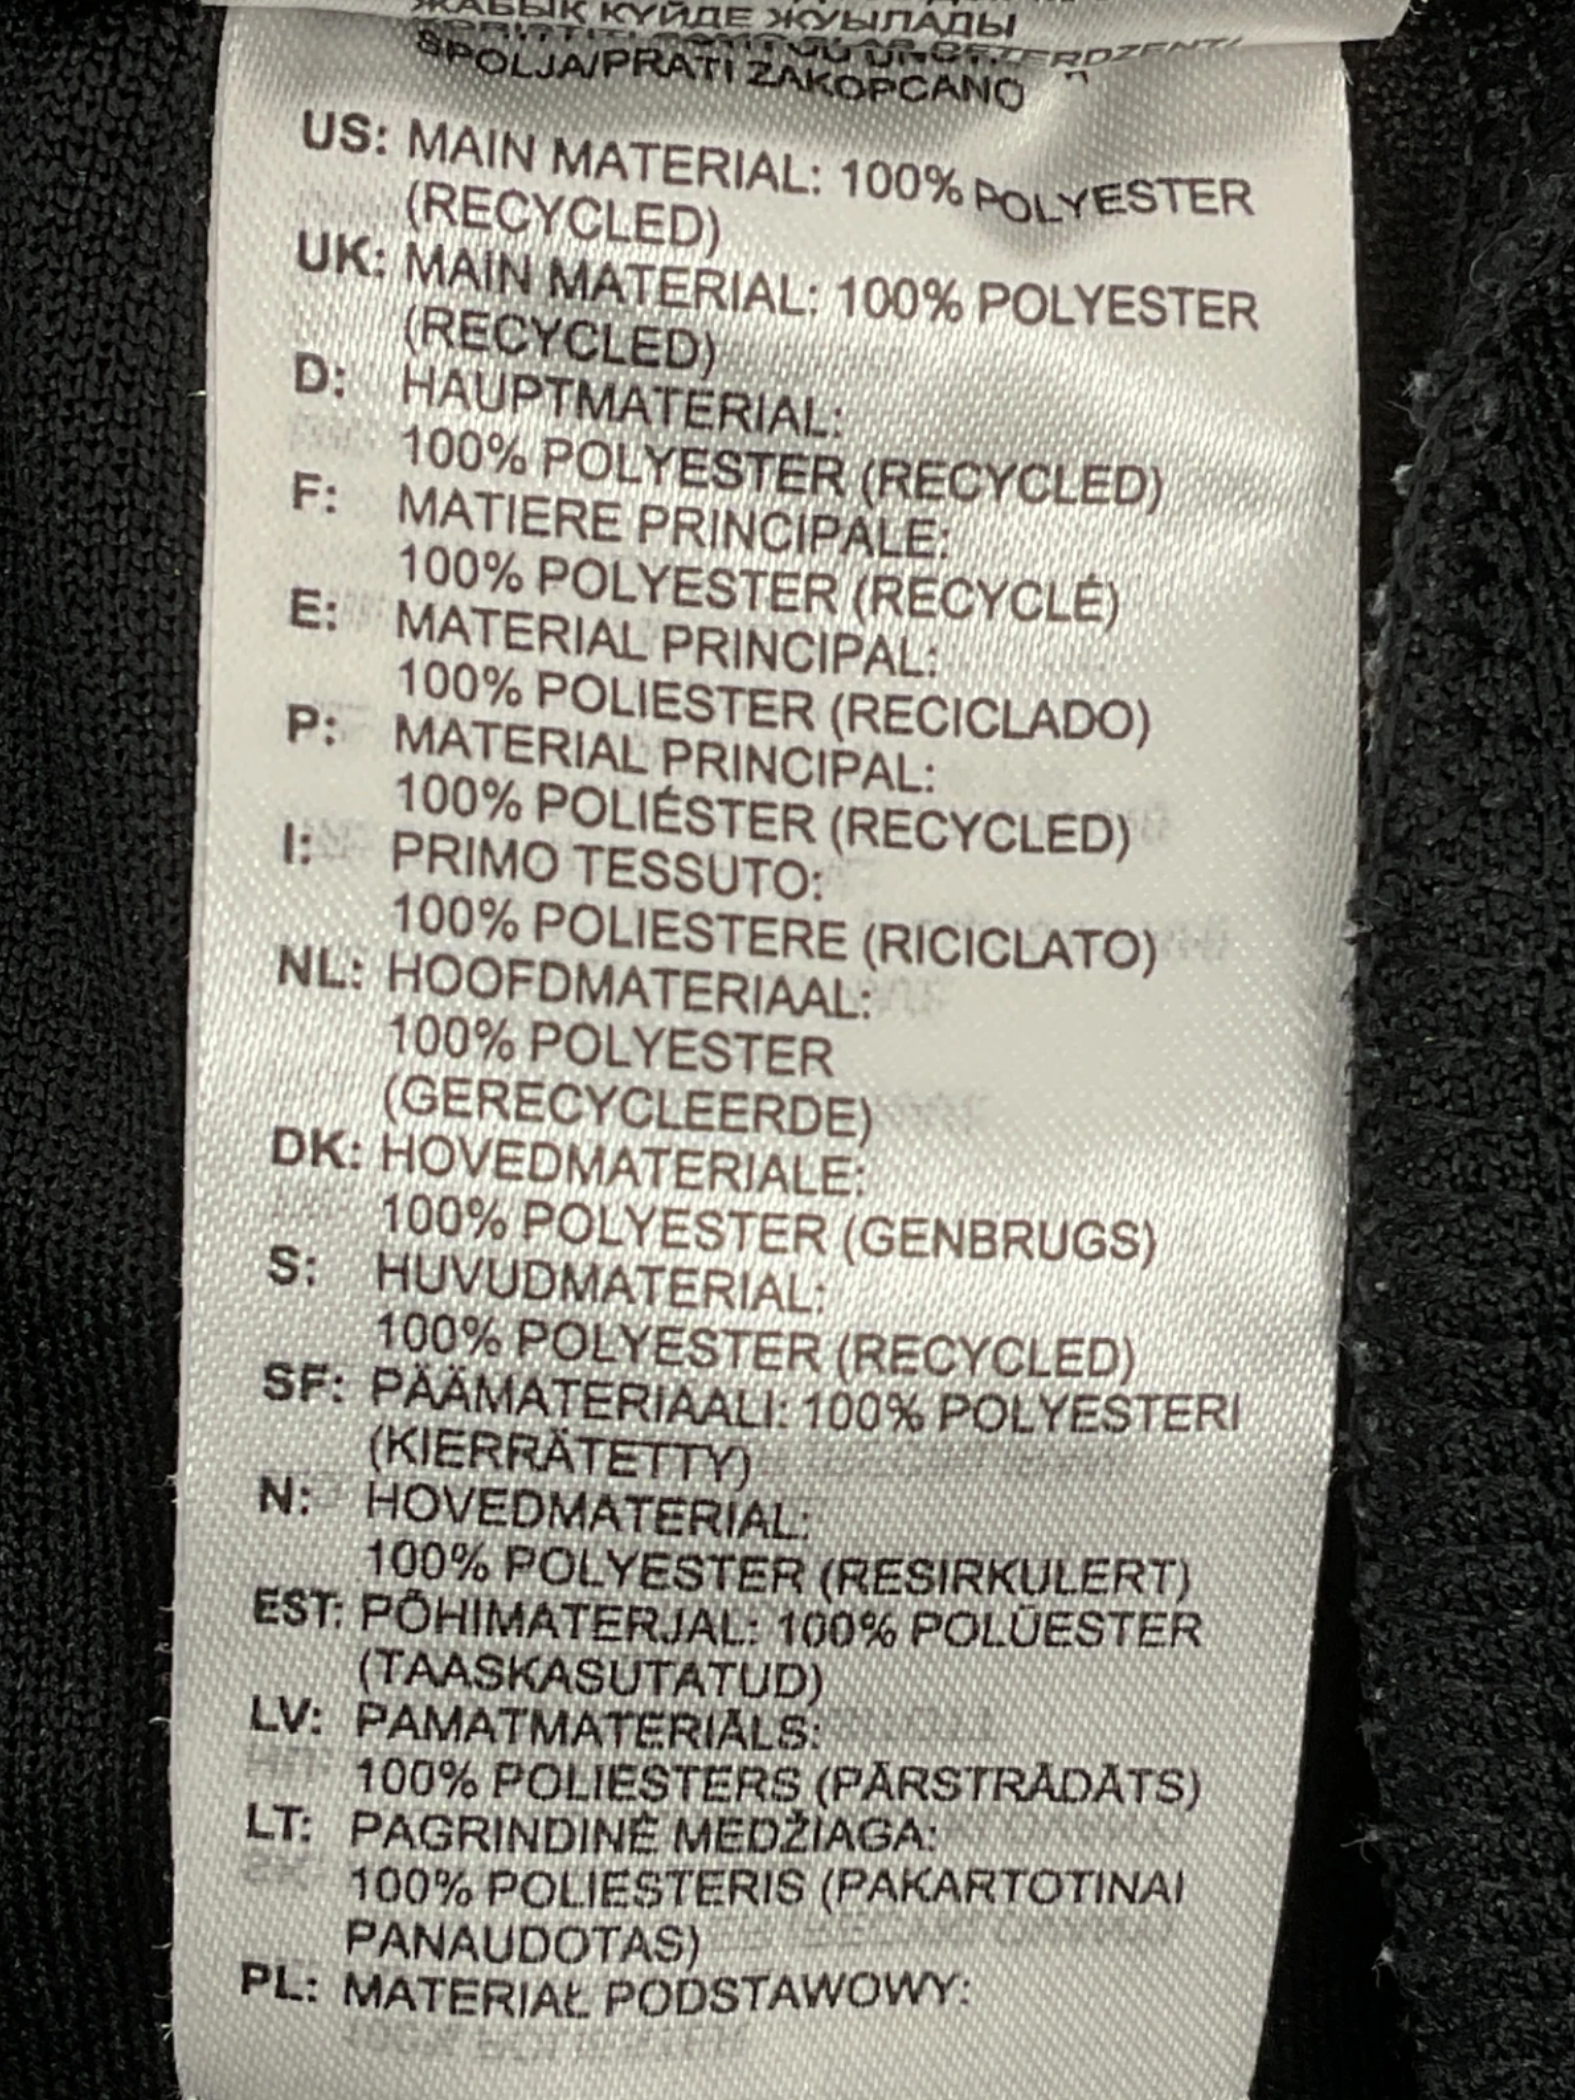 ЖАБЫҚ КҮЙДЕ ЖУЫЛАДЫ
SPOLJA/PRATI ZAKOPCANO
US: MAIN MATERIAL: 100% POLYESTER
(RECYCLED)
UK: MAIN MATERIAL: 100% POLYESTER
(RECYCLED)
D: HAUPTMATERIAL:
100% POLYESTER (RECYCLED)
F: MATIERE PRINCIPALE:
100% POLYESTER (RECYCLÉ)
E: MATERIAL PRINCIPAL:
100% POLIESTER (RECICLADO)
P: MATERIAL PRINCIPAL:
100% POLIÉSTER (RECYCLED)
I: PRIMO TESSUTO:
100% POLIESTERE (RICICLATO)
NL: HOOFDMATERIAAL:
100% POLYESTER
(GERECYCLEERDE)
DK: HOVEDMATERIALE:
100% POLYESTER (GENBRUGS)
S: HUVUDMATERIAL:
100% POLYESTER (RECYCLED)
SF: PÄÄMATERIAALI: 100% POLYESTERI
(KIERRÄTETTY)
N: HOVEDMATERIAL:
100% POLYESTER (RESIRKULERT)
EST: PÕHIMATERJAL: 100% POLÜESTER
(TAASKASUTATUD)
LV: PAMATMATERIĀLS:
100% POLIESTERS (PĀRSTRĀDĀTS)
LT: PAGRINDINĖ MEDŽIAGA:
100% POLIESTERIS (PAKARTOTINAI
PANAUDOTAS)
PL: MATERIAŁ PODSTAWOWY: